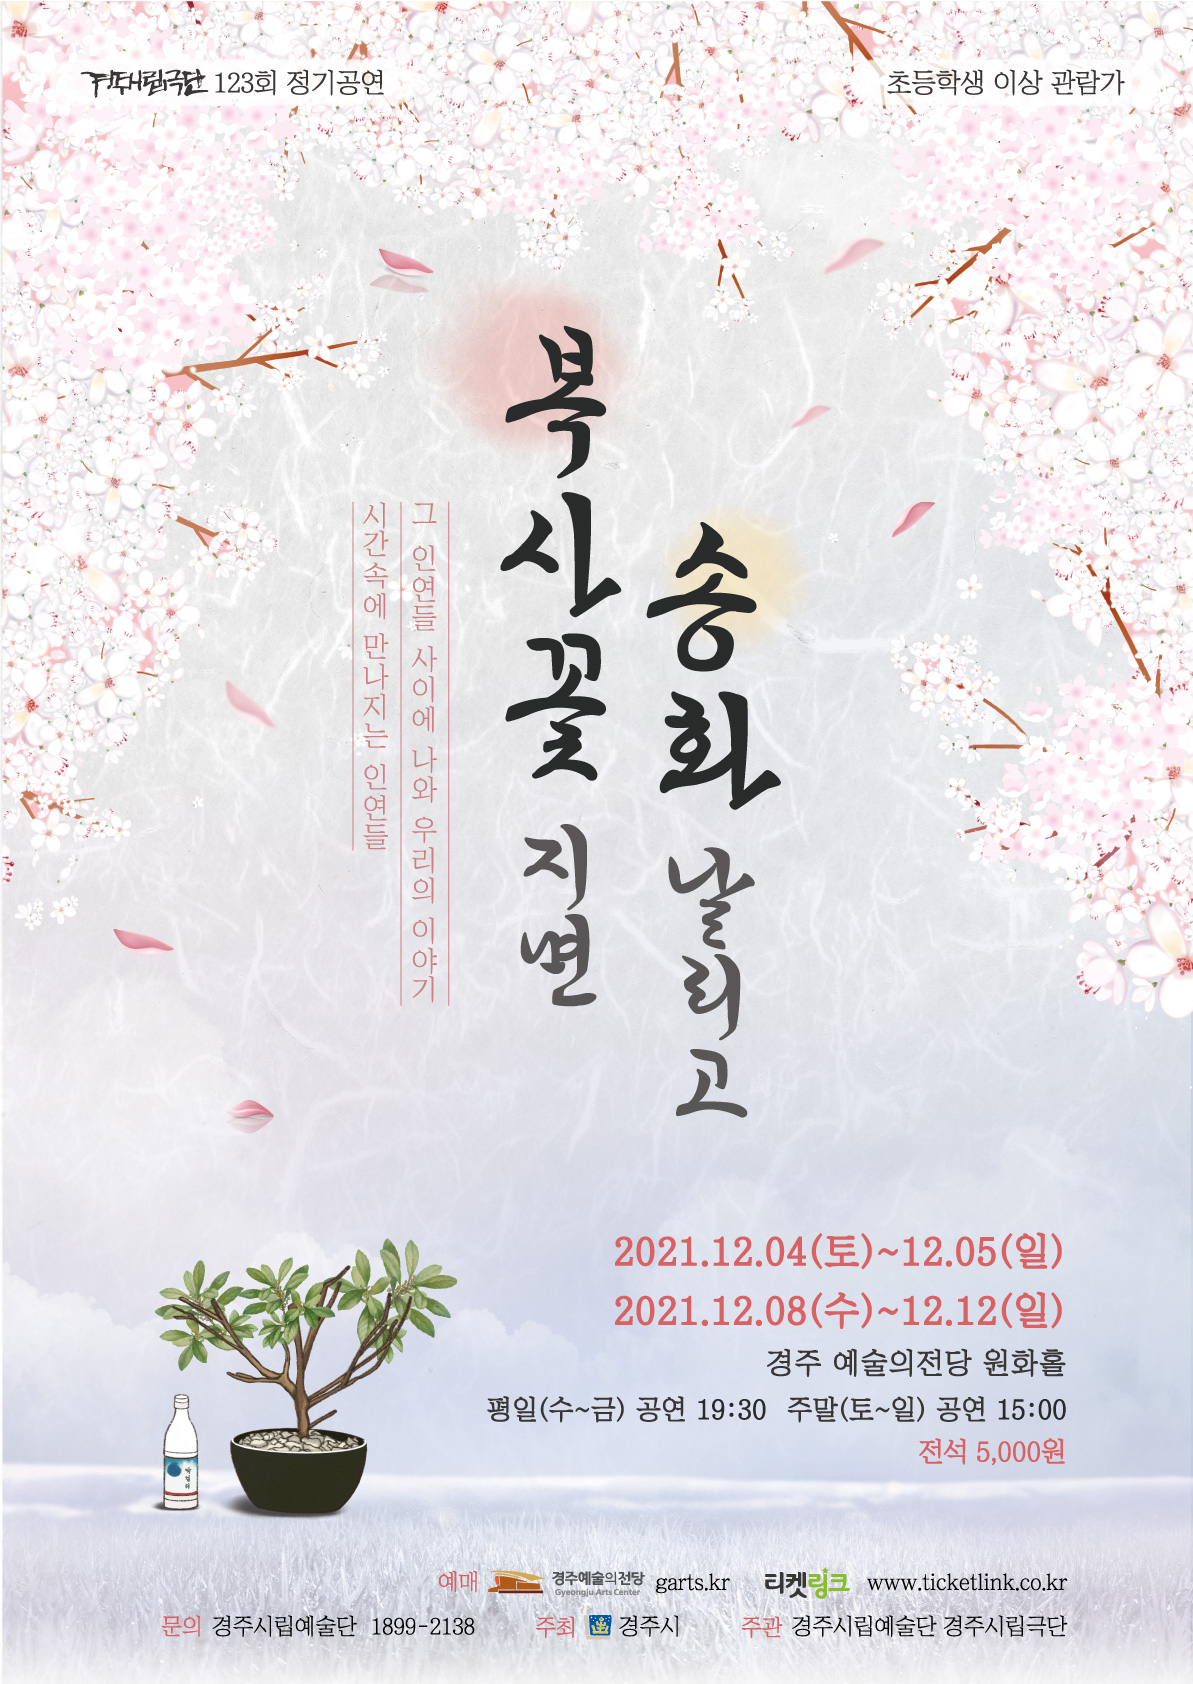 경주시립극단 123회 정기공연
초등학생 이상 관람가
복사꽃 지면
송화 날리고
그 인연들 사이에 나와 우리의 이야기
시간속에 만나지는 인연들
2021.12.04(토)~12.05(일)
2021.12.08(수)~12.12(일)
경주 예술의전당 원화홀
평일(수~금) 공연 19:30 주말(토~일) 공연 15:00
전석 5,000원
예매 경주예술의전당 Gyeongju Arts Center garts.kr 티켓링크 www.ticketlink.co.kr
문의 경주시립예술단 1899-2138 주최 경주시 주관 경주시립예술단 경주시립극단